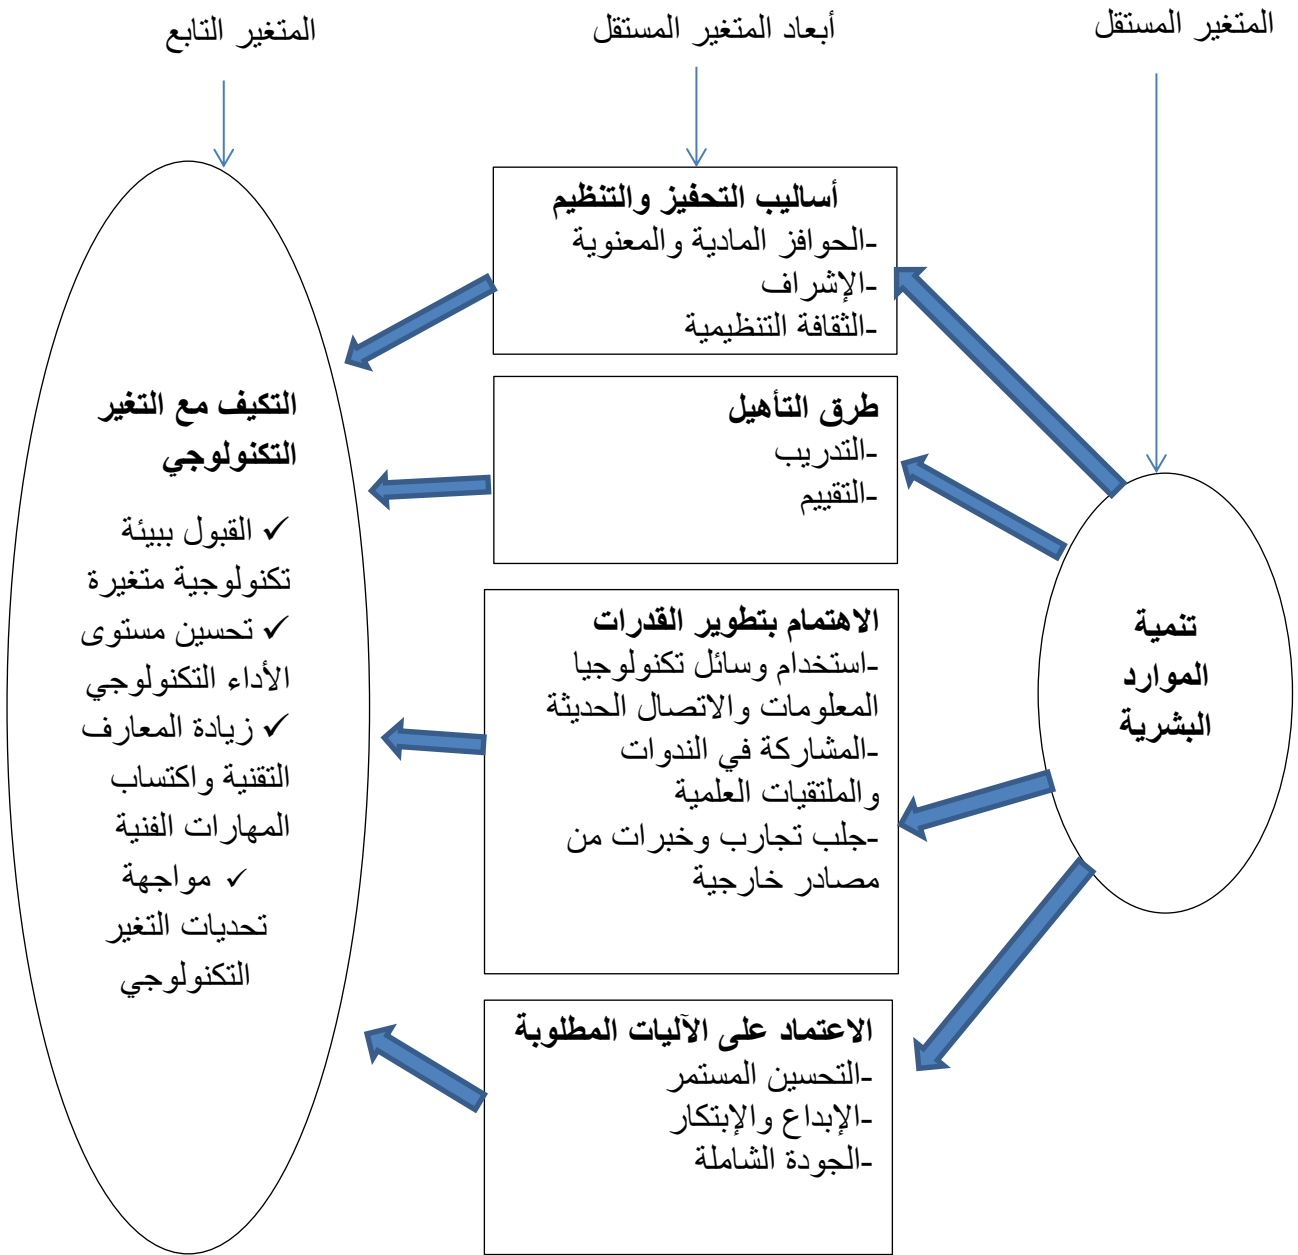 المتغير المستقل
أبعاد المتغير المستقل
المتغير التابع
تنمية
الموارد
البشرية
أساليب التحفيز والتنظيم
-الحوافز المادية والمعنوية
-الإشراف
-الثقافة التنظيمية
طرق التأهيل
-التدريب
-التقييم
الاهتمام بتطوير القدرات
-استخدام وسائل تكنولوجيا
المعلومات والاتصال الحديثة
-المشاركة في الندوات
والملتقيات العلمية
-جلب تجارب وخبرات من
مصادر خارجية
الاعتماد على الآليات المطلوبة
-التحسين المستمر
-الإبداع والإبتكار
-الجودة الشاملة
التكيف مع التغير
التكنولوجي
✓ القبول ببيئة
تكنولوجية متغيرة
✓ تحسين مستوى
الأداء التكنولوجي
✓ زيادة المعارف
التقنية واكتساب
المهارات الفنية
✓ مواجهة
تحديات التغير
التكنولوجي